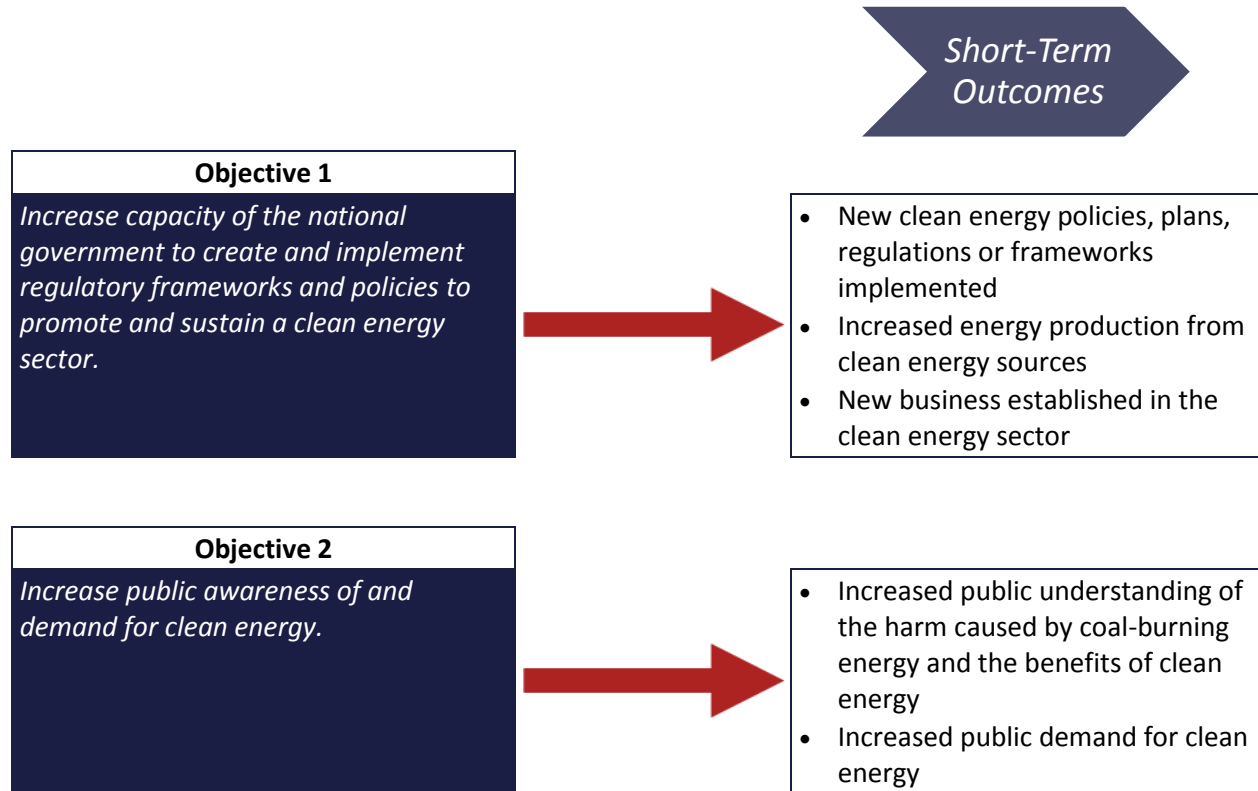 Short-Term
Outcomes
Objective 1
Increase capacity of the national
government to create and implement
regulatory frameworks and policies to
promote and sustain a clean energy
sector.
• New clean energy policies, plans,
regulations or frameworks
implemented
• Increased energy production from
clean energy sources
• New business established in the
clean energy sector
Objective 2
Increase public awareness of and
demand for clean energy.
• Increased public understanding of
the harm caused by coal-burning
energy and the benefits of clean
energy
• Increased public demand for clean
energy